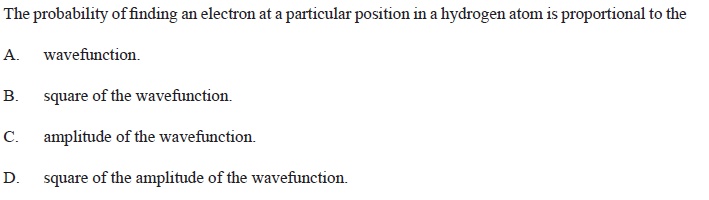 The probability of finding an electron at a particular position in a hydrogen atom is proportional to the
A. wavefunction.
B. square of the wavefunction.
C. amplitude of the wavefunction.
D. square of the amplitude of the wavefunction.